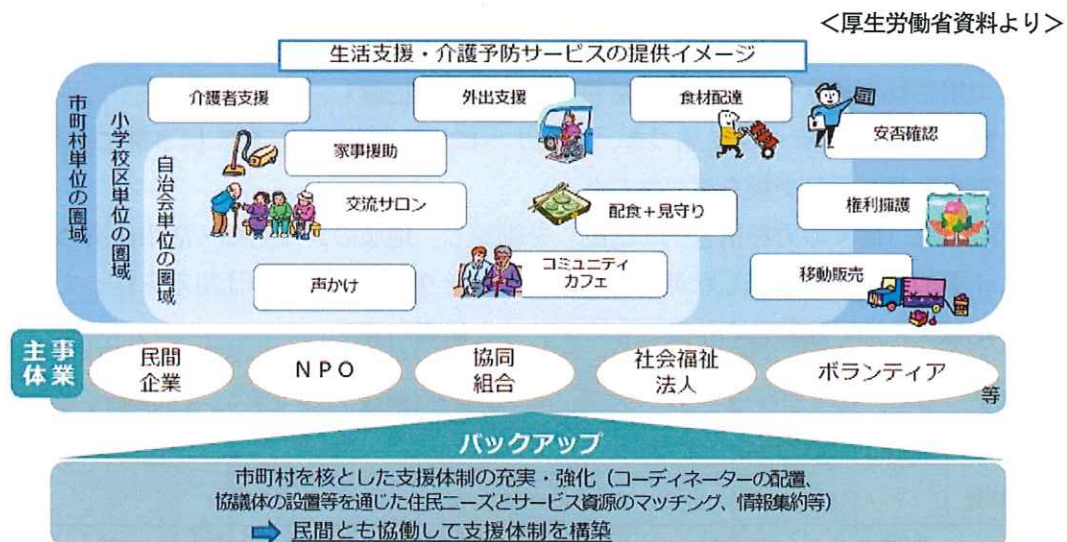 ＜厚生労働省資料より＞
生活支援・介護予防サービスの提供イメージ
市町村単位の圏域
小学校区単位の圏域
自治会単位の圏域
介護者支援
外出支援
食材配達
安否確認
家事援助
交流サロン
配食＋見守り
権利擁護
声かけ
コミュニティ
カフェ
移動販売
事業
主体
民間
企業
ＮＰＯ
協同
組合
社会福祉
法人
ボランティア
等
バックアップ
市町村を核とした支援体制の充実・強化（コーディネーターの配置、
協議体の設置等を通じた住民ニーズとサービス資源のマッチング、情報集約等）
➡ 民間とも協働して支援体制を構築